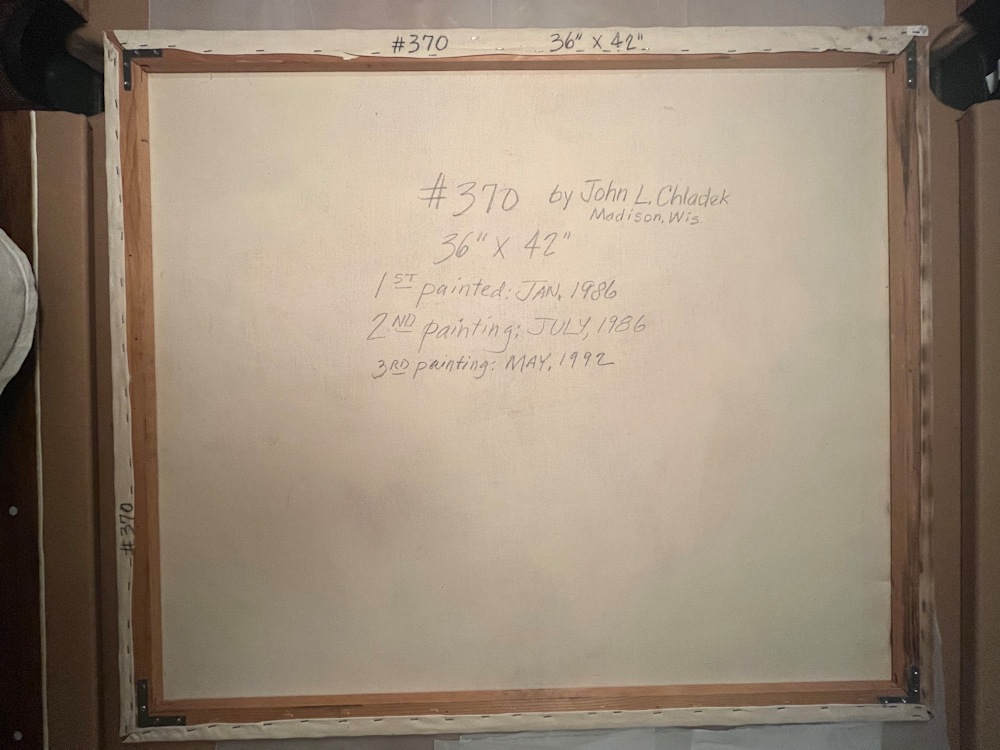 #370 36" X 42"
#370 by John L. Chladek
Madison, Wis.
36" X 42"
1ST painted: JAN, 1986
2ND painting: JULY, 1986
3RD painting: MAY, 1992
#370